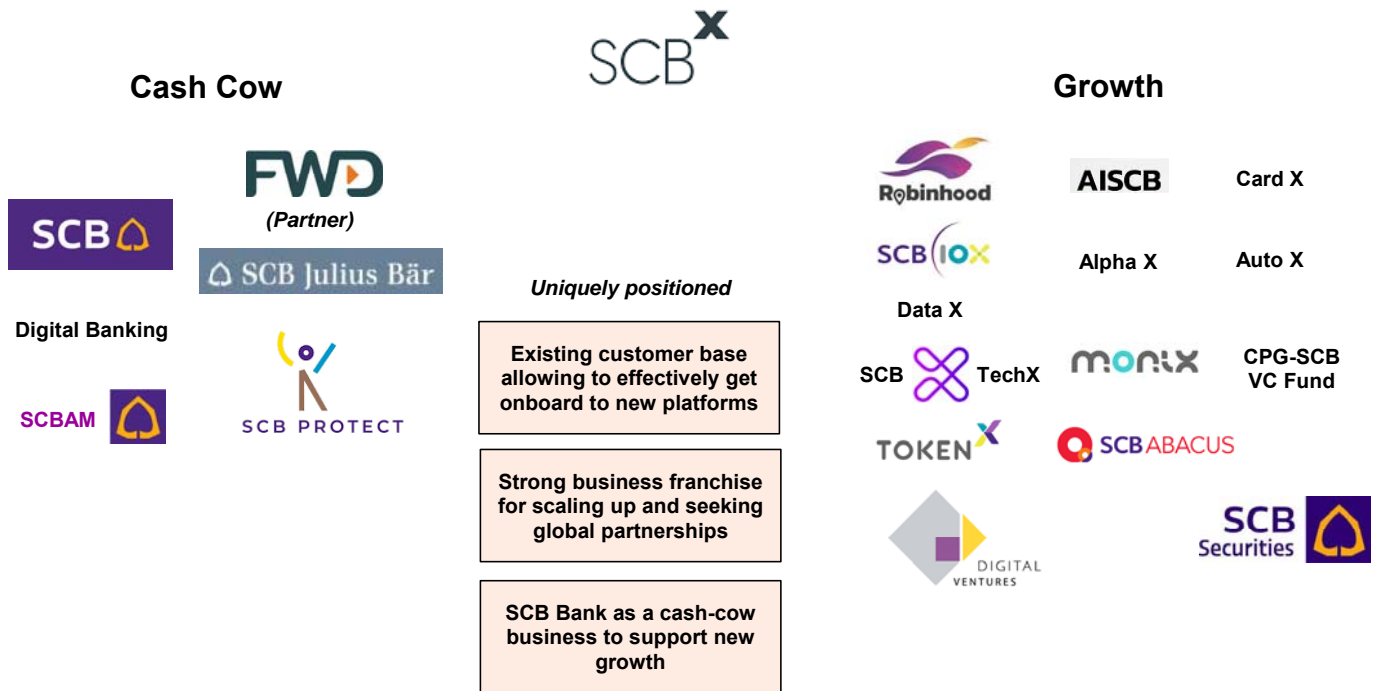 SCB X
Cash Cow
Growth
FWD
(Partner)
SCB
SCB Julius Bär
Digital Banking
SCBAM
SCB PROTECT
Uniquely positioned
Existing customer base
allowing to effectively get
onboard to new platforms
Strong business franchise
for scaling up and seeking
global partnerships
SCB Bank as a cash-cow
business to support new
growth
Robinhood
AISCB
Card X
SCB 10X
Alpha X
Auto X
Data X
SCB TechX
MONIX
CPG-SCB
VC Fund
TOKEN X
SCB ABACUS
DIGITAL
VENTURES
SCB
Securities